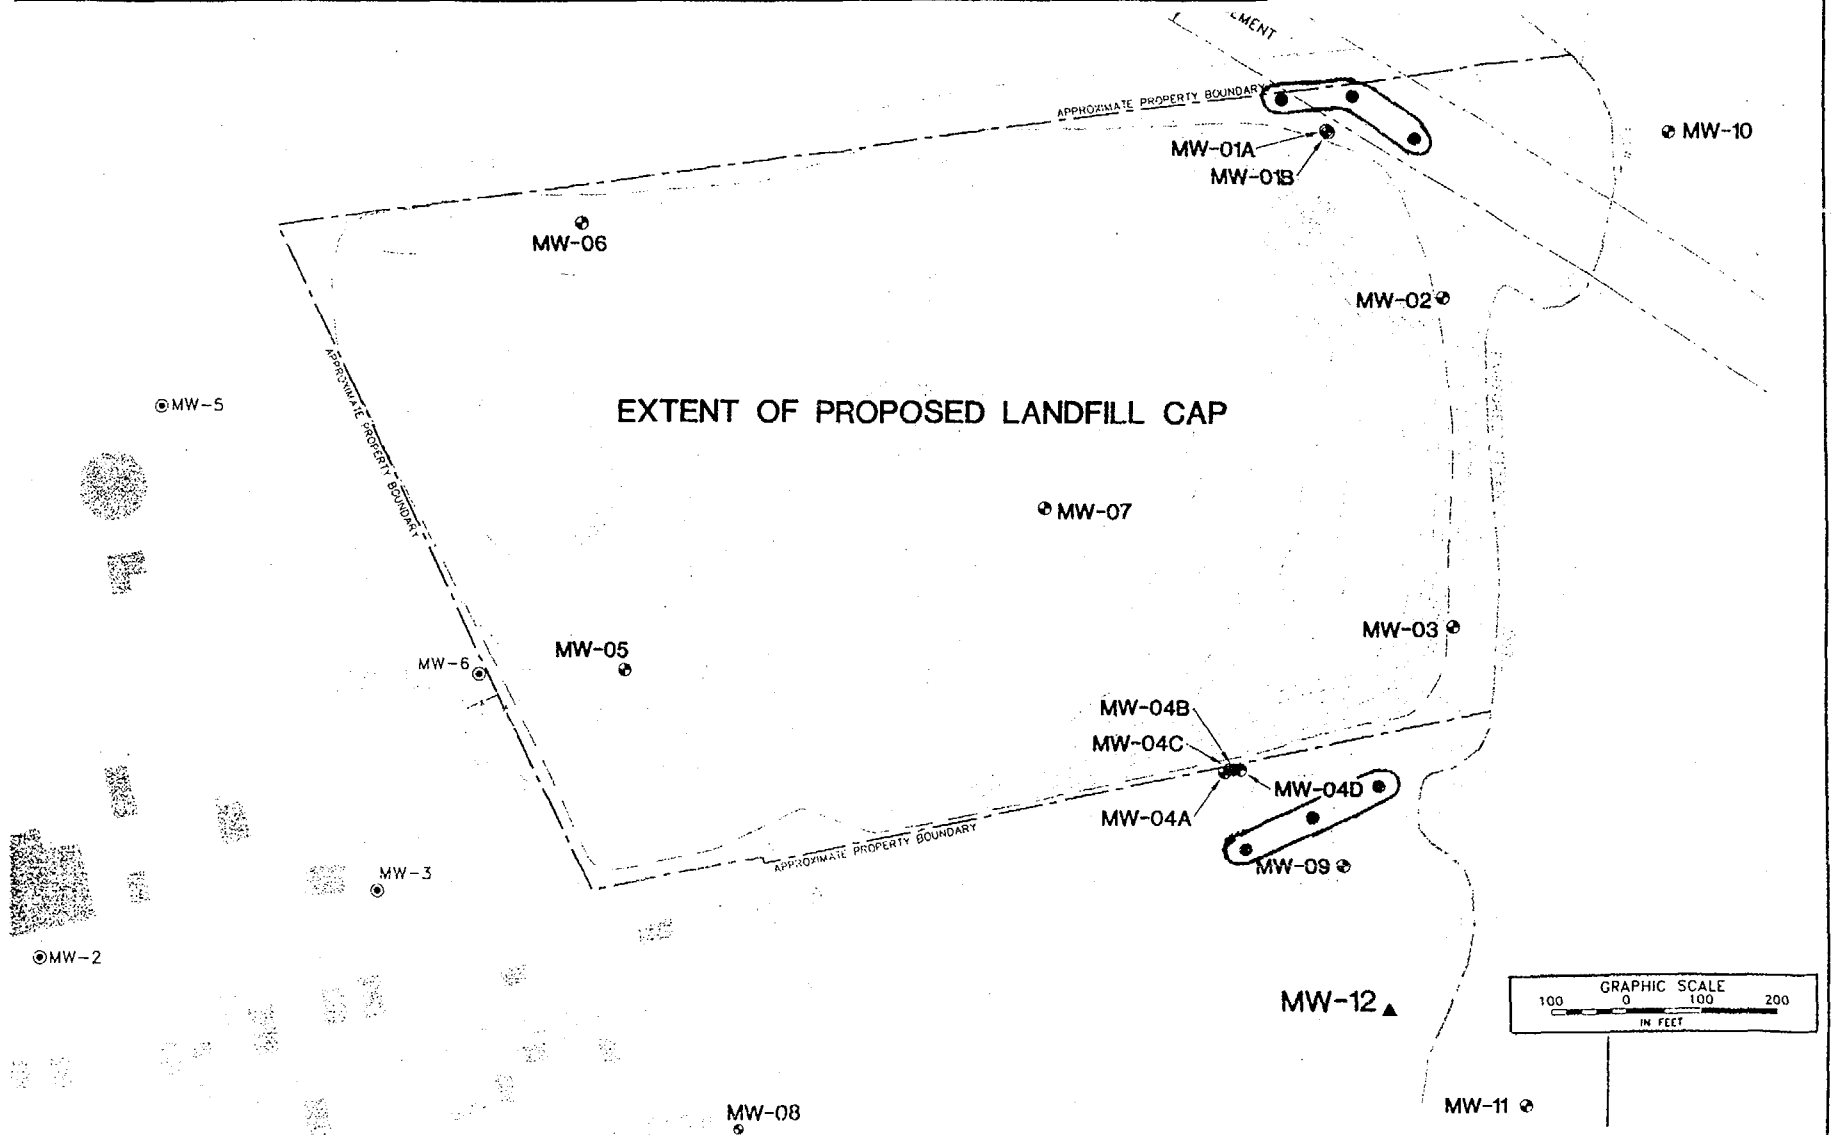 EMENT
APPROXIMATE PROPERTY BOUNDARY
MW-01A
MW-01B
MW-10
MW-06
MW-02
APPROXIMATE PROPERTY BOUNDARY
MW-5
EXTENT OF PROPOSED LANDFILL CAP
MW-07
MW-03
MW-05
MW-6
MW-04B
MW-04C
MW-04D
MW-04A
APPROXIMATE PROPERTY BOUNDARY
MW-09
MW-3
MW-2
MW-12
GRAPHIC SCALE
100 0 100 200
IN FEET
MW-11
MW-08